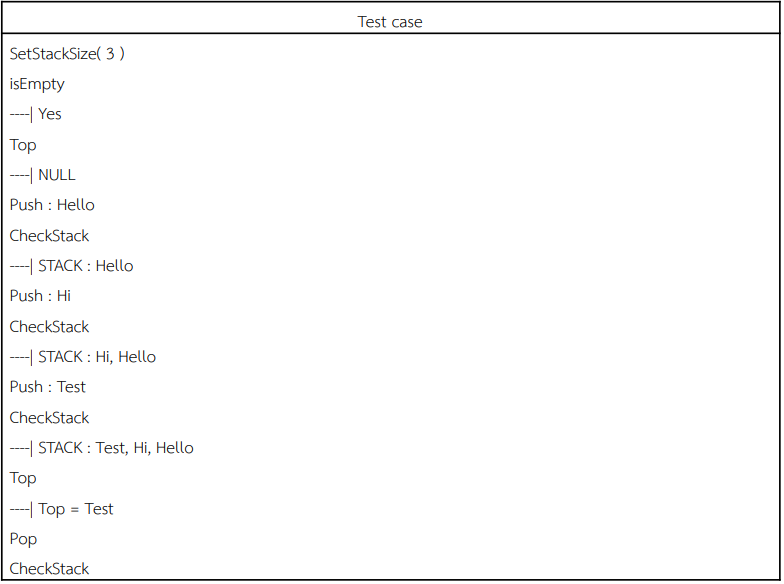 Test case
SetStackSize( 3 )
isEmpty
----| Yes
Top
----| NULL
Push : Hello
CheckStack
----| STACK : Hello
Push : Hi
CheckStack
----| STACK : Hi, Hello
Push : Test
CheckStack
----| STACK : Test, Hi, Hello
Top
----| Top = Test
Pop
CheckStack